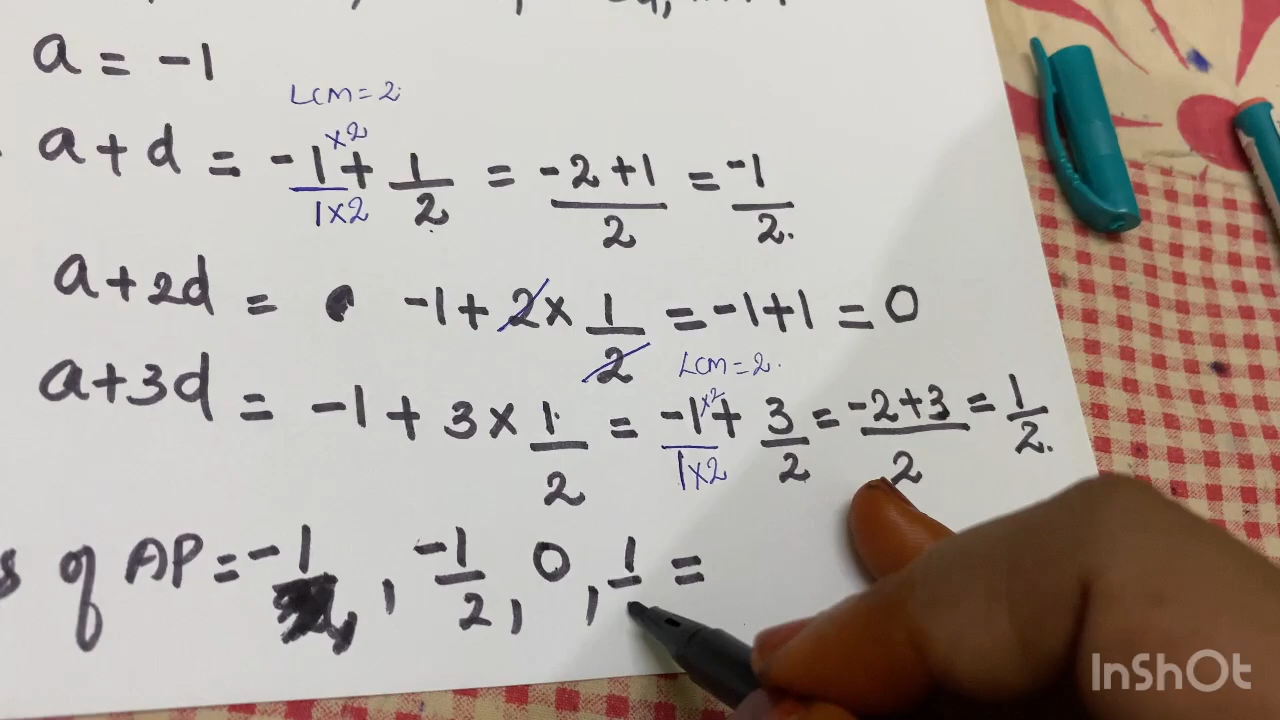 a = -1
LCM = 2.
a + d = -1 ×2 / 1×2 + 1/2 = -2+1/2 = -1/2.
a+2d = -1 + 2 × 1/2 = -1+1 = 0
LCM = 2.
a+3d = -1 + 3 × 1/2 = -1 ×2 / 1×2 + 3/2 = -2+3/2 = 1/2.
of AP = -1, -1/2, 0, 1/ =
InShOt